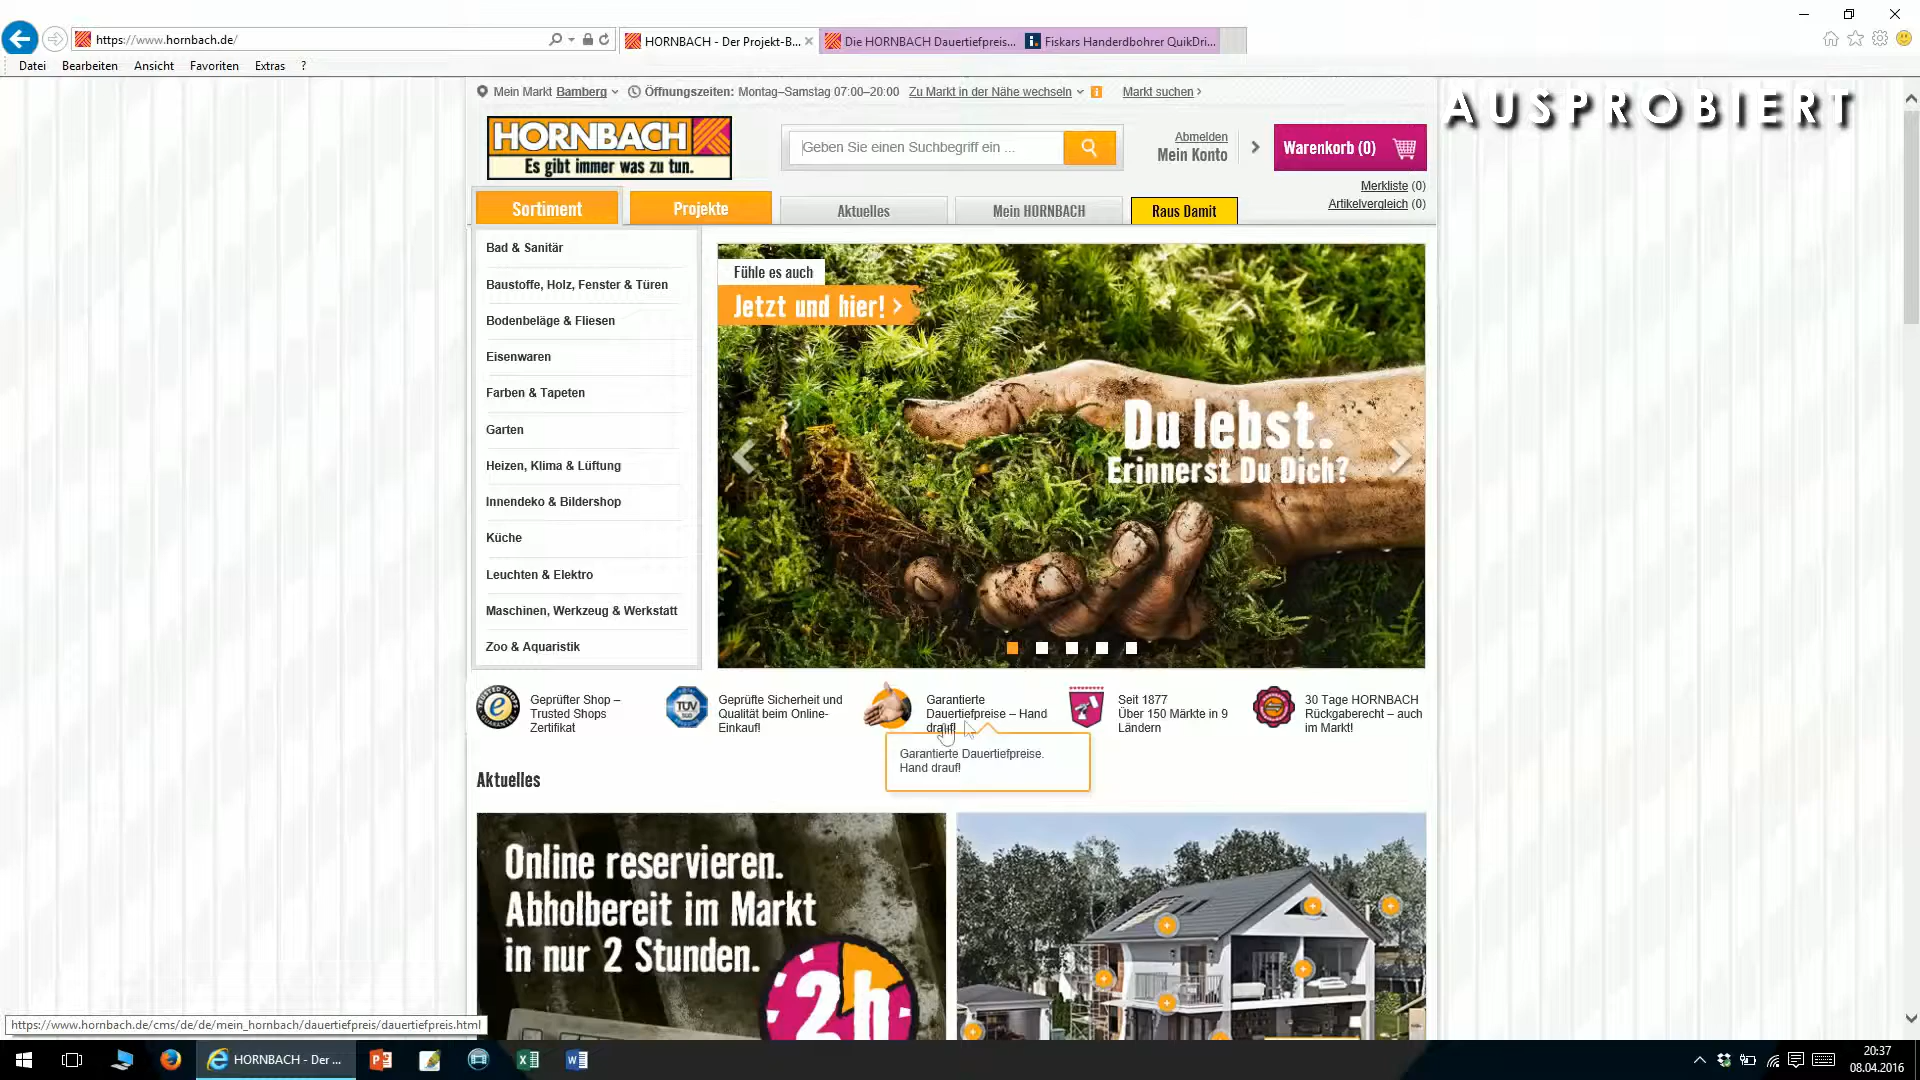 https://www.hornbach.de/
HORNBACH - Der Projekt-B...
Die HORNBACH Dauertiefpreis...
Fiskars Handerdbohrer QuikDri...
Datei Bearbeiten Ansicht Favoriten Extras ?
Mein Markt Bamberg Öffnungszeiten: Montag–Samstag 07:00–20:00 Zu Markt in der Nähe wechseln Markt suchen
AUSPROBIERT
HORNBACH
Es gibt immer was zu tun.
Geben Sie einen Suchbegriff ein ...
Abmelden
Mein Konto
Warenkorb (0)
Merkliste (0)
Artikelvergleich (0)
Sortiment Projekte Aktuelles Mein HORNBACH Raus Damit
Bad & Sanitär
Baustoffe, Holz, Fenster & Türen
Bodenbeläge & Fliesen
Eisenwaren
Farben & Tapeten
Garten
Heizen, Klima & Lüftung
Innendeko & Bildershop
Küche
Leuchten & Elektro
Maschinen, Werkzeug & Werkstatt
Zoo & Aquaristik
Fühle es auch
Jetzt und hier! >
Du lebst.
Erinnerst Du Dich?
Geprüfter Shop –
Trusted Shops
Zertifikat
TRUSTED SHOPS
GUARANTEE
TÜV
SÜD
Geprüfte Sicherheit und
Qualität beim Online-
Einkauf!
Garantierte
Dauertiefpreise – Hand
drauf!
Seit 1877
Über 150 Märkte in 9
Ländern
30 Tage HORNBACH
Rückgaberecht – auch
im Markt!
Garantierte Dauertiefpreise.
Hand drauf!
Aktuelles
Online reservieren.
Abholbereit im Markt
in nur 2 Stunden.
2h
https://www.hornbach.de/cms/de/de/mein_hornbach/dauertiefpreis/dauertiefpreis.html
HORNBACH - Der ...
20:37
08.04.2016